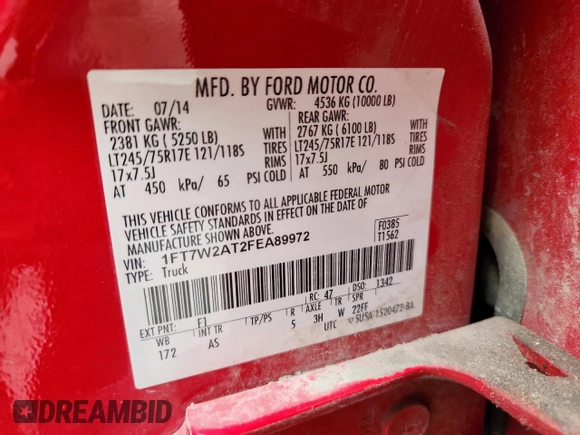 MFD. BY FORD MOTOR CO.
DATE: 07/14 GVWR: 4536 KG (10000 LB)
FRONT GAWR: REAR GAWR:
2381 KG ( 5250 LB) WITH 2767 KG ( 6100 LB) WITH
LT245/75R17E 121/118S TIRES LT245/75R17E 121/118S TIRES
17x7.5J RIMS 17x7.5J RIMS
AT 450 kPa/ 65 PSI COLD AT 550 kPa/ 80 PSI COLD
THIS VEHICLE CONFORMS TO ALL APPLICABLE FEDERAL MOTOR
VEHICLE SAFETY STANDARDS IN EFFECT ON THE DATE OF
MANUFACTURE SHOWN ABOVE.
VIN: 1FT7W2AT2FEA89972
TYPE: Truck
F0385
T1562
EXT PNT: F1 RC: 47 DSO: 1342
WB INT TR TP/PS R AXLE TR SPR
172 AS 5 3H W 22FF
UTC ▽5USA-1520472-BA
DREAMBID